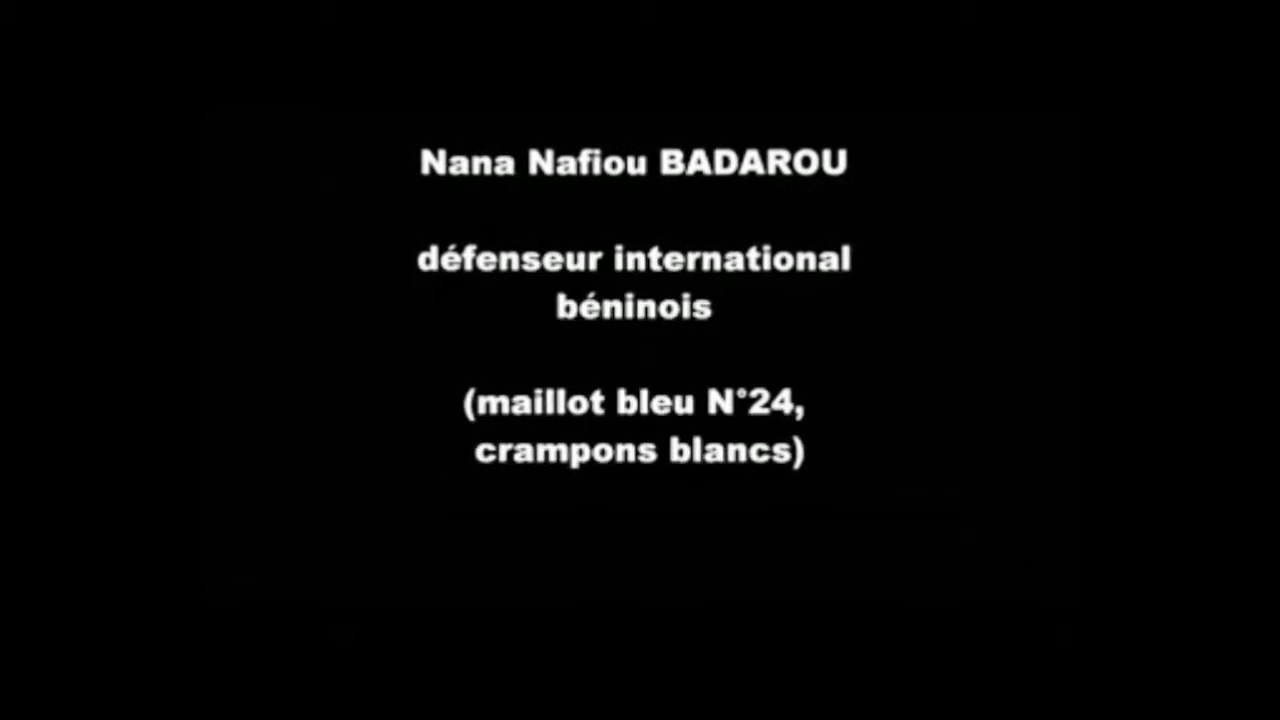 Nana Nafiou BADAROU
défenseur international
béninois
(maillot bleu N°24,
crampons blancs)